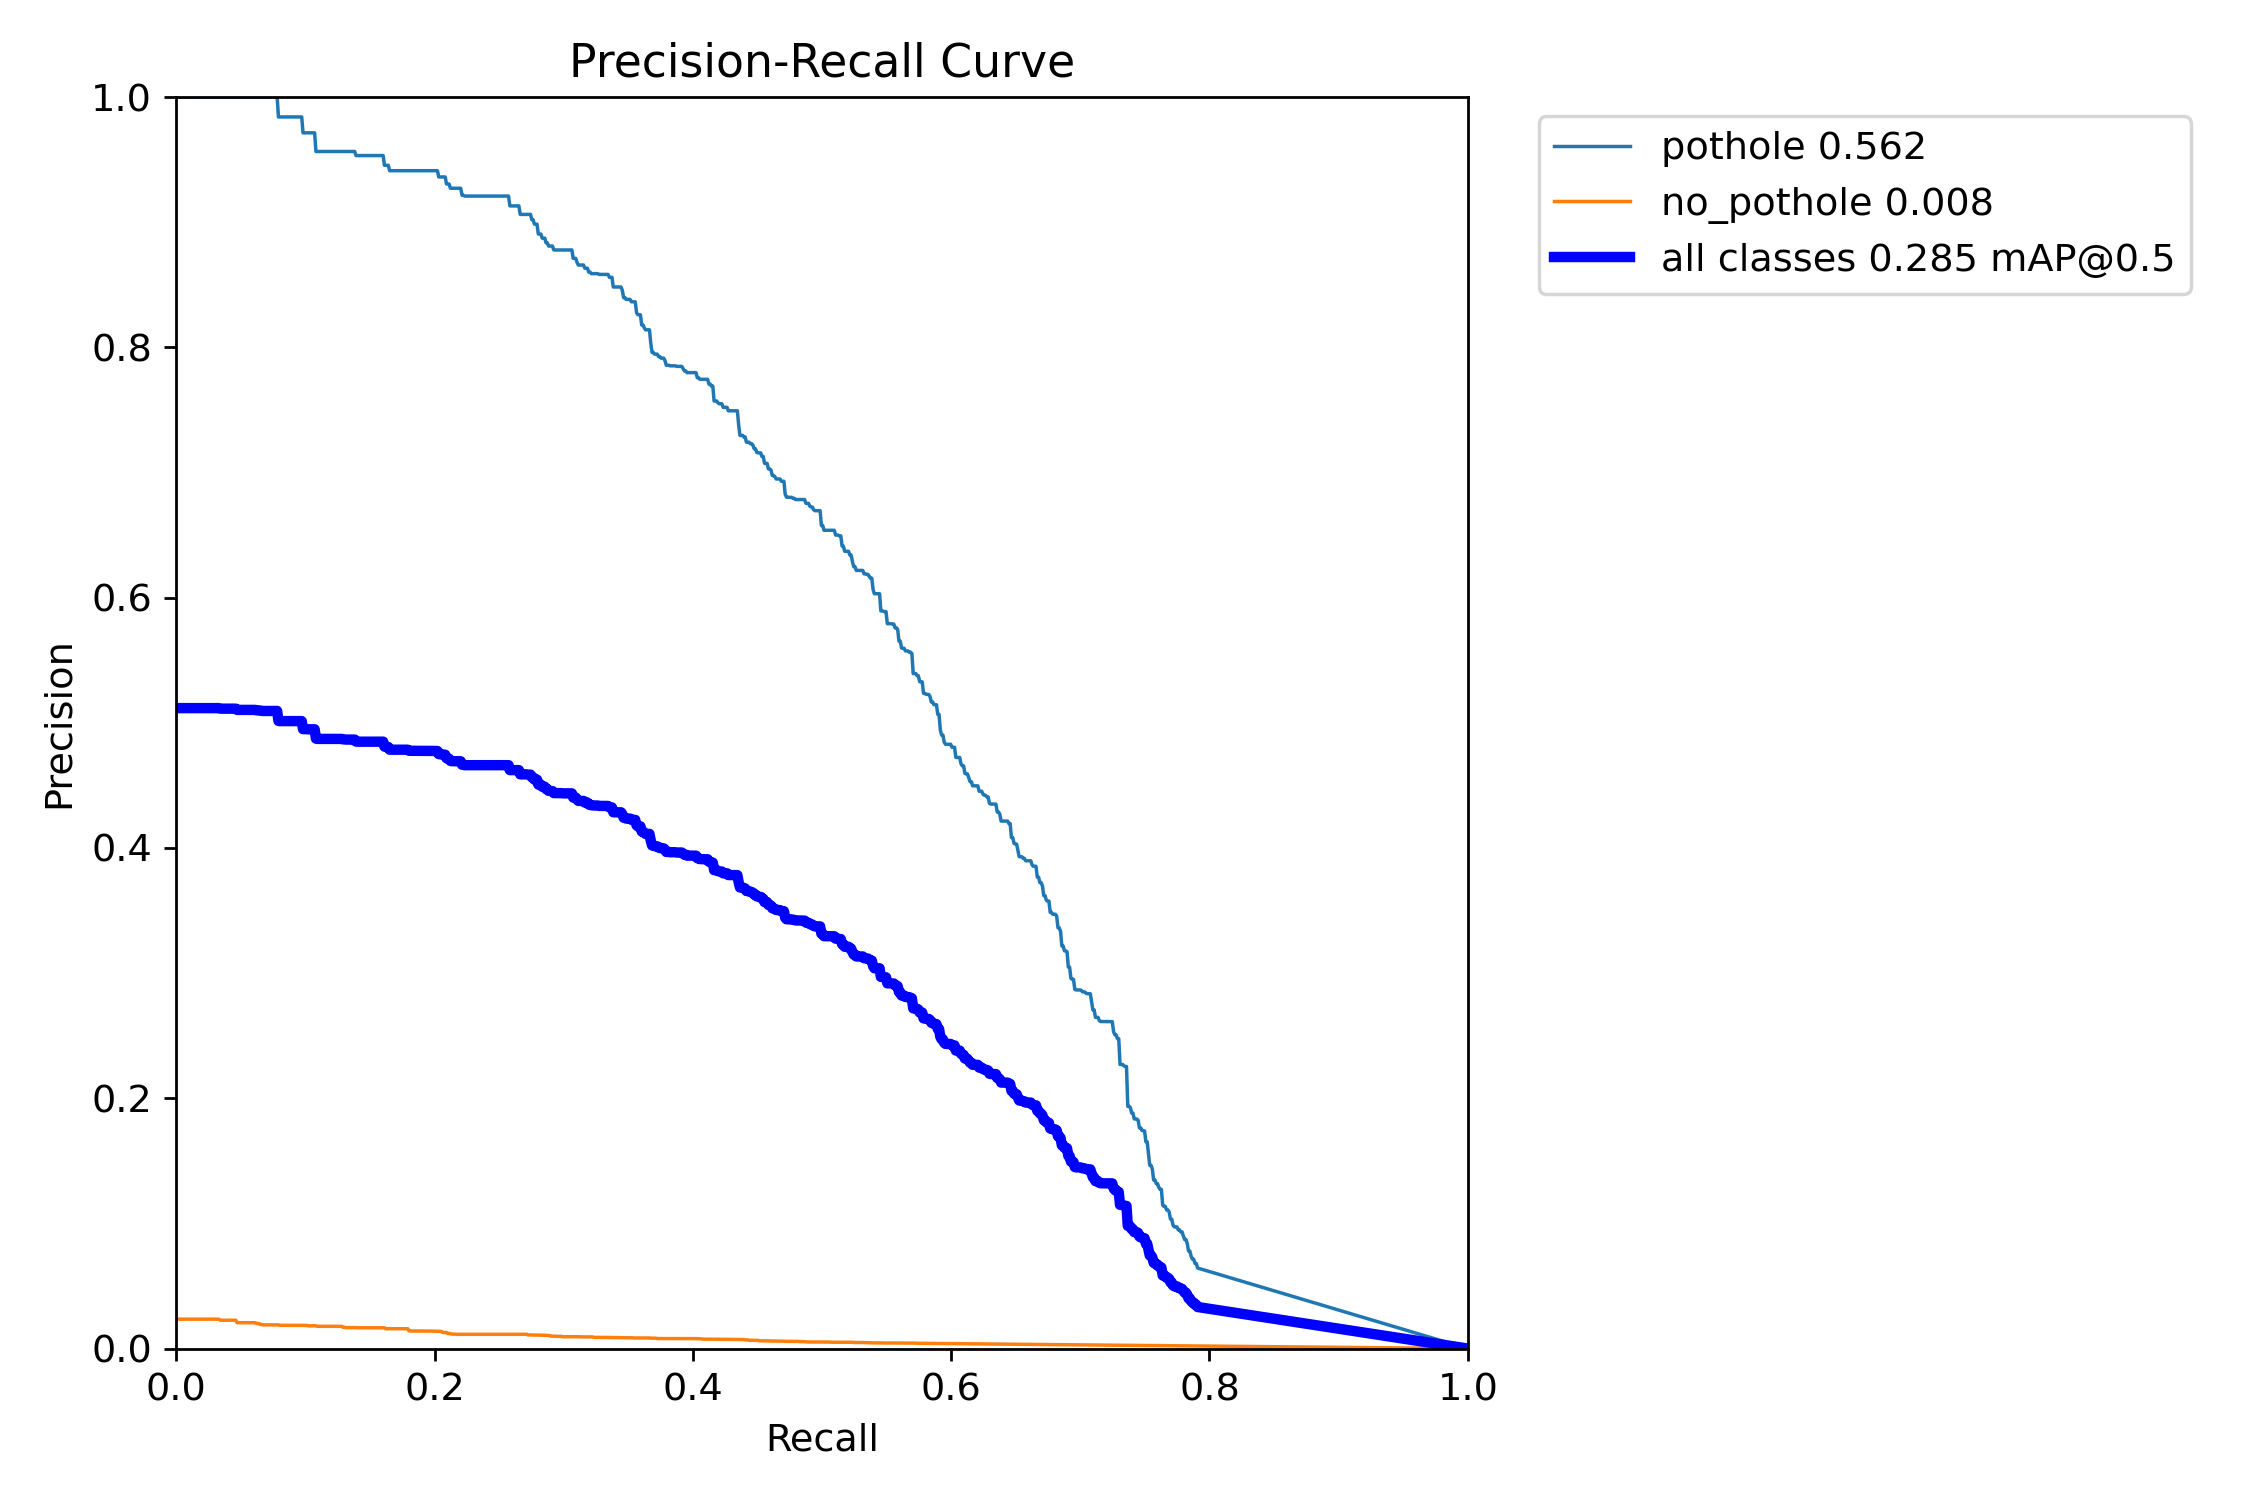 Precision-Recall Curve
1.0
0.8
0.6
0.4
0.2
0.0
Precision
0.0 0.2 0.4 0.6 0.8 1.0
Recall
pothole 0.562
no_pothole 0.008
all classes 0.285 mAP@0.5